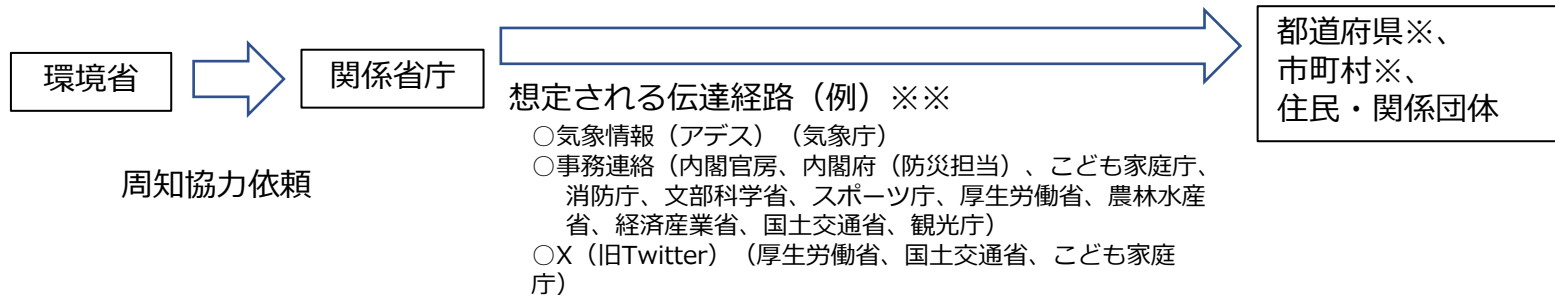 環境省
関係省庁
都道府県※、
市町村※、
住民・関係団体
周知協力依頼
想定される伝達経路（例）※※
○気象情報（アデス）（気象庁）
○事務連絡（内閣官房、内閣府（防災担当）、こども家庭庁、
消防庁、文部科学省、スポーツ庁、厚生労働省、農林水産
省、経済産業省、国土交通省、観光庁）
○X（旧Twitter）（厚生労働省、国土交通省、こども家庭
庁）